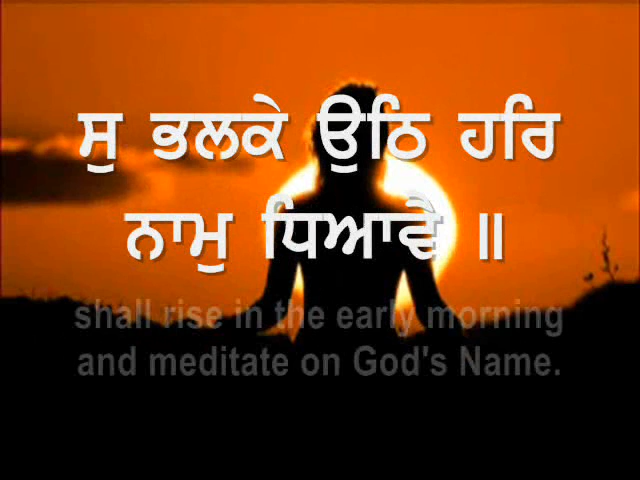 ਸੁ ਭਲਕੇ ਉਠਿ ਹਰਿ
ਨਾਮੁ ਧਿਆਵੈ ॥
shall rise in the early morning
and meditate on God's Name.